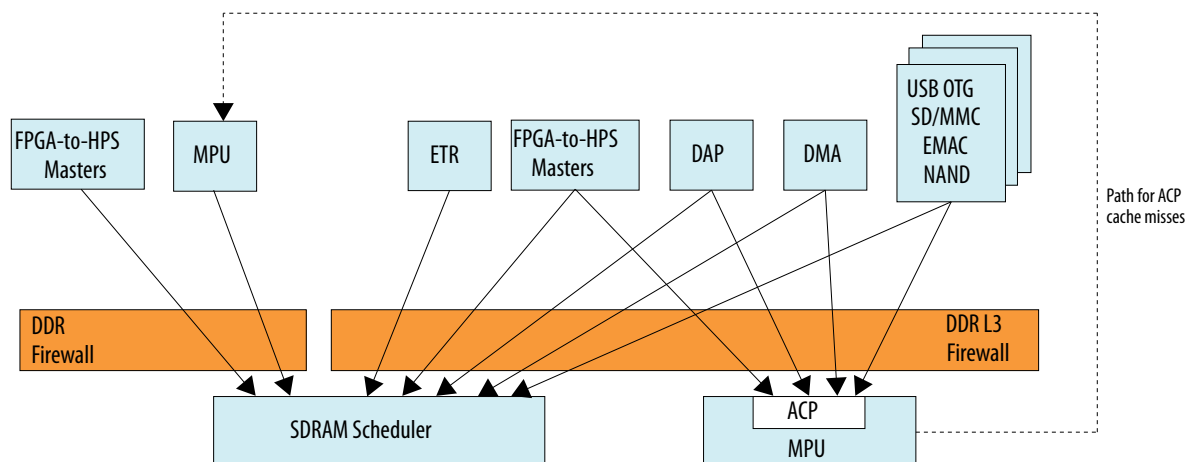 USB OTG
SD/MMC
EMAC
NAND
FPGA-to-HPS
Masters
MPU
ETR
FPGA-to-HPS
Masters
DAP
DMA
Path for ACP
cache misses
DDR
Firewall
DDR L3
Firewall
SDRAM Scheduler
ACP
MPU